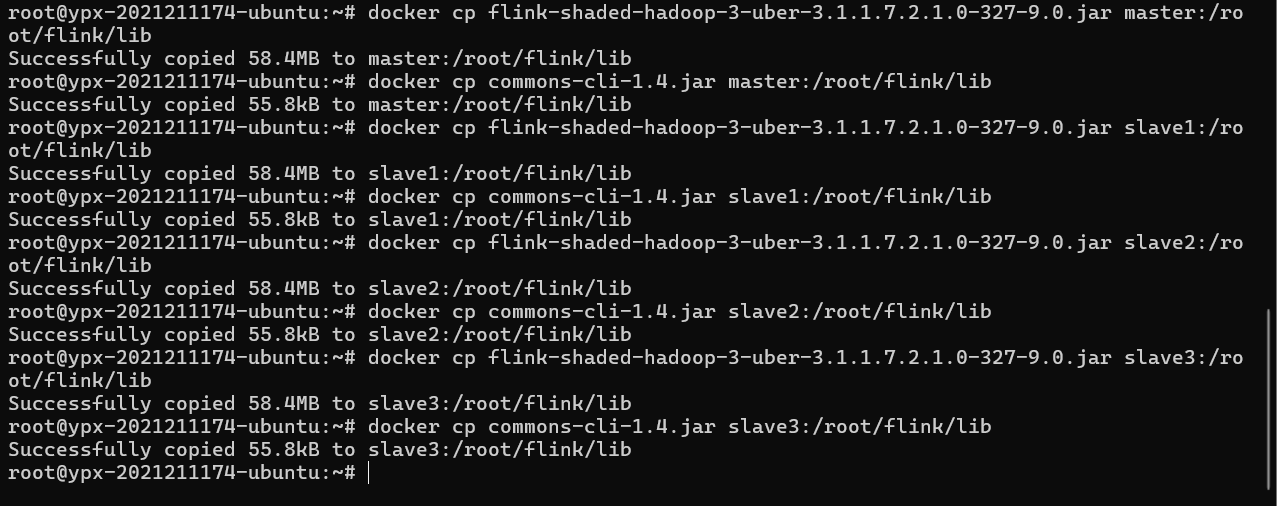 root@ypx-2021211174-ubuntu:~# docker cp flink-shaded-hadoop-3-uber-3.1.1.7.2.1.0-327-9.0.jar master:/ro
ot/flink/lib
Successfully copied 58.4MB to master:/root/flink/lib
root@ypx-2021211174-ubuntu:~# docker cp commons-cli-1.4.jar master:/root/flink/lib
Successfully copied 55.8kB to master:/root/flink/lib
root@ypx-2021211174-ubuntu:~# docker cp flink-shaded-hadoop-3-uber-3.1.1.7.2.1.0-327-9.0.jar slave1:/ro
ot/flink/lib
Successfully copied 58.4MB to slave1:/root/flink/lib
root@ypx-2021211174-ubuntu:~# docker cp commons-cli-1.4.jar slave1:/root/flink/lib
Successfully copied 55.8kB to slave1:/root/flink/lib
root@ypx-2021211174-ubuntu:~# docker cp flink-shaded-hadoop-3-uber-3.1.1.7.2.1.0-327-9.0.jar slave2:/ro
ot/flink/lib
Successfully copied 58.4MB to slave2:/root/flink/lib
root@ypx-2021211174-ubuntu:~# docker cp commons-cli-1.4.jar slave2:/root/flink/lib
Successfully copied 55.8kB to slave2:/root/flink/lib
root@ypx-2021211174-ubuntu:~# docker cp flink-shaded-hadoop-3-uber-3.1.1.7.2.1.0-327-9.0.jar slave3:/ro
ot/flink/lib
Successfully copied 58.4MB to slave3:/root/flink/lib
root@ypx-2021211174-ubuntu:~# docker cp commons-cli-1.4.jar slave3:/root/flink/lib
Successfully copied 55.8kB to slave3:/root/flink/lib
root@ypx-2021211174-ubuntu:~#